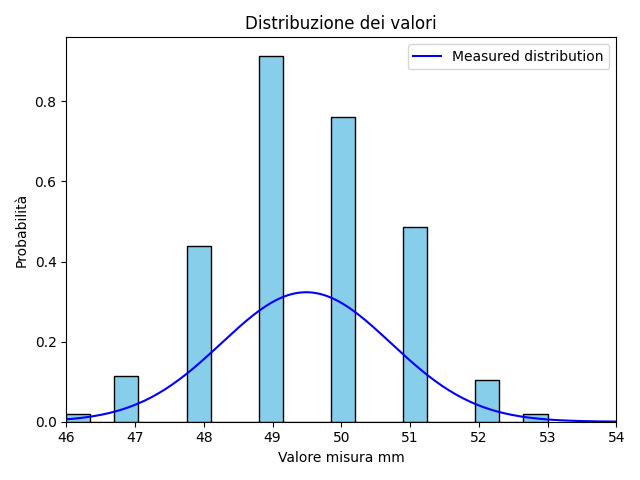 Distribuzione dei valori
Measured distribution
Probabilità
0.8
0.6
0.4
0.2
0.0
46 47 48 49 50 51 52 53 54
Valore misura mm